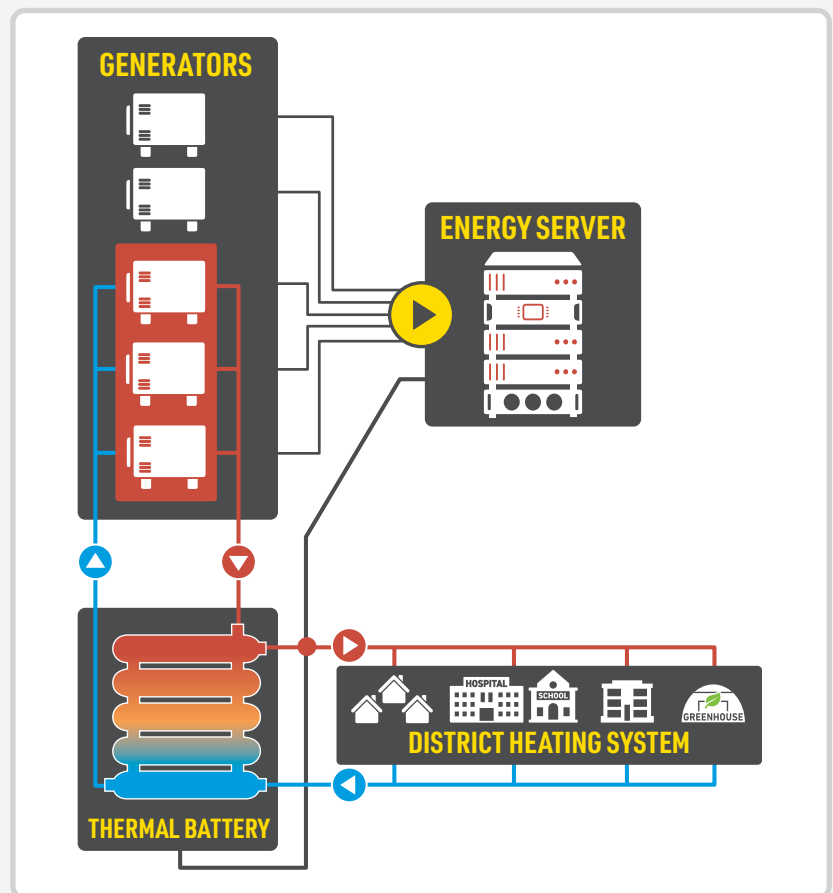 GENERATORS
ENERGY SERVER
HOSPITAL
SCHOOL
GREENHOUSE
DISTRICT HEATING SYSTEM
THERMAL BATTERY